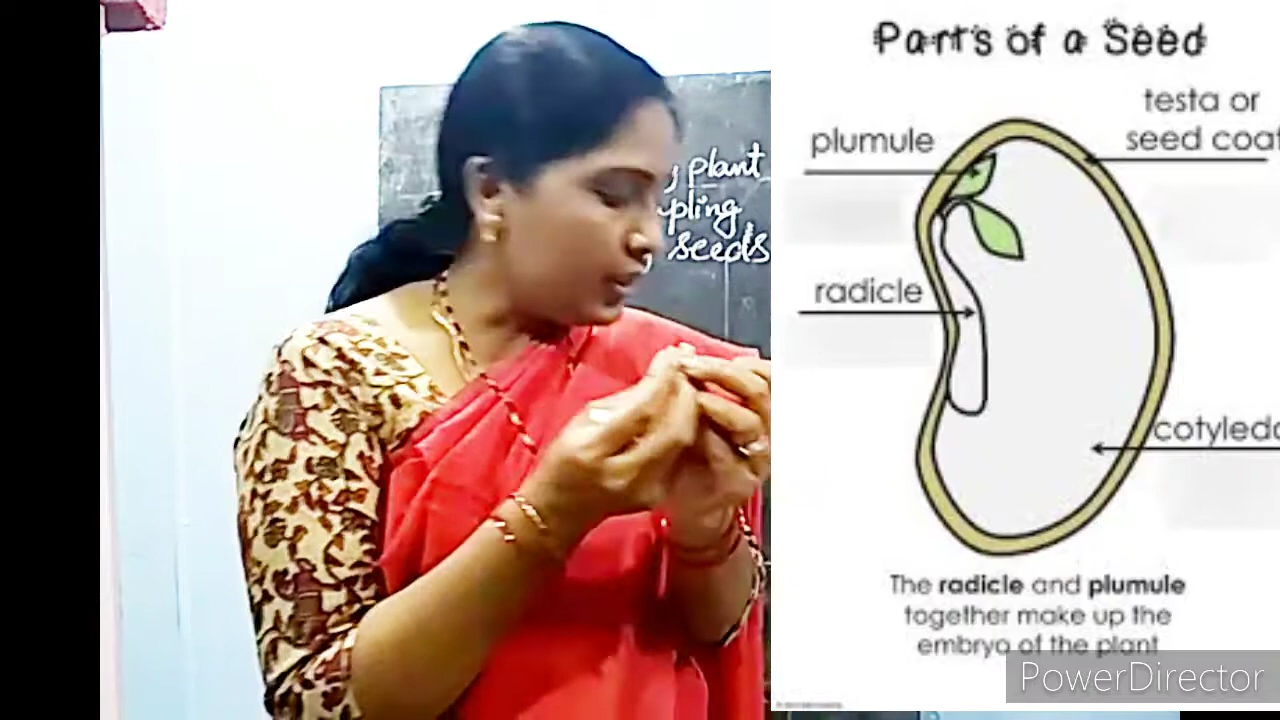 plant
pling
seeds
Parts of a Seed
testa or
seed coat
plumule
radicle
cotyledo
The radicle and plumule
together make up the
embryo of the plant
PowerDirector